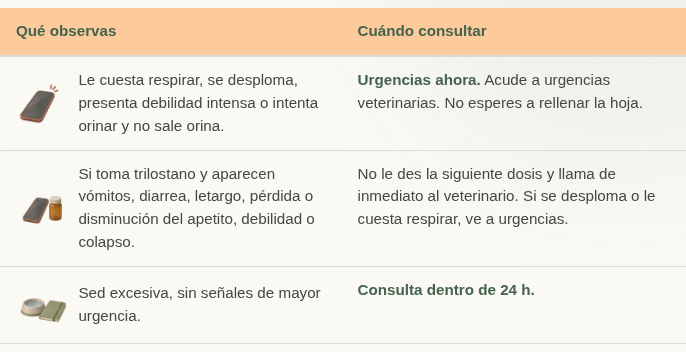 Qué observas
Cuándo consultar
Le cuesta respirar, se desploma,
presenta debilidad intensa o intenta
orinar y no sale orina.
Urgencias ahora. Acude a urgencias
veterinarias. No esperes a rellenar la hoja.
Si toma trilostano y aparecen
vómitos, diarrea, letargo, pérdida o
disminución del apetito, debilidad o
colapso.
No le des la siguiente dosis y llama de
inmediato al veterinario. Si se desploma o le
cuesta respirar, ve a urgencias.
Sed excesiva, sin señales de mayor
urgencia.
Consulta dentro de 24 h.